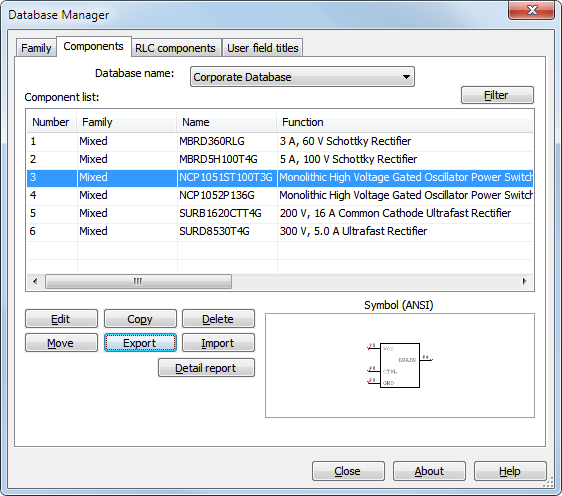 Database Manager
Family Components RLC components User field titles
Database name: Corporate Database
Component list: Filter
Number Family Name Function
1 Mixed MBRD360RLG 3 A, 60 V Schottky Rectifier
2 Mixed MBRD5H100T4G 5 A, 100 V Schottky Rectifier
3 Mixed NCP1051ST100T3G Monolithic High Voltage Gated Oscillator Power Switch
4 Mixed NCP1052P136G Monolithic High Voltage Gated Oscillator Power Switch
5 Mixed SURB1620CTT4G 200 V, 16 A Common Cathode Ultrafast Rectifier
6 Mixed SURD8530T4G 300 V, 5.0 A Ultrafast Rectifier
Symbol (ANSI)
Edit Copy Delete
Move Export Import
Detail report
VCC
DRAIN
CTRL
GND
Close About Help